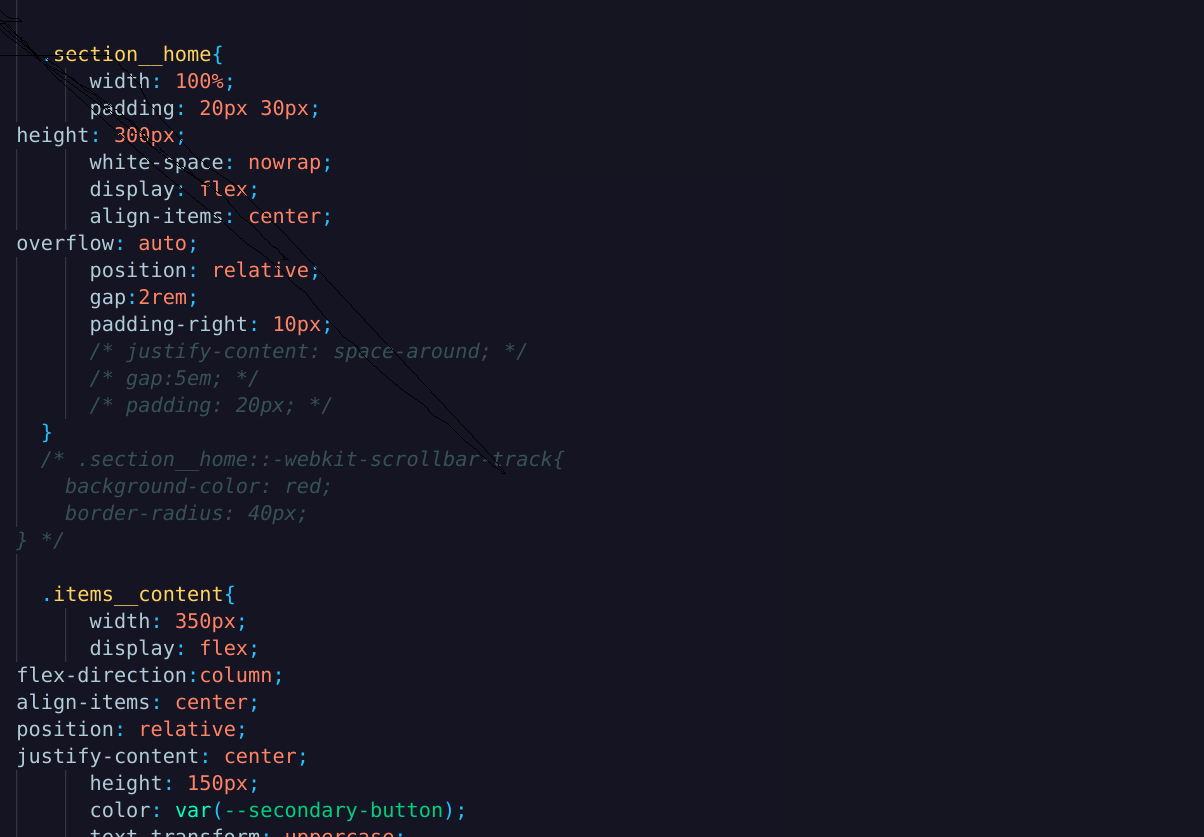 .section__home{
width: 100%;
padding: 20px 30px;
height: 300px;
white-space: nowrap;
display: flex;
align-items: center;
overflow: auto;
position: relative;
gap:2rem;
padding-right: 10px;
/* justify-content: space-around; */
/* gap:5em; */
/* padding: 20px; */
}
/* .section__home::-webkit-scrollbar-track{
background-color: red;
border-radius: 40px;
} */
.items__content{
width: 350px;
display: flex;
flex-direction:column;
align-items: center;
position: relative;
justify-content: center;
height: 150px;
color: var(--secondary-button);
text-transform: uppercase;